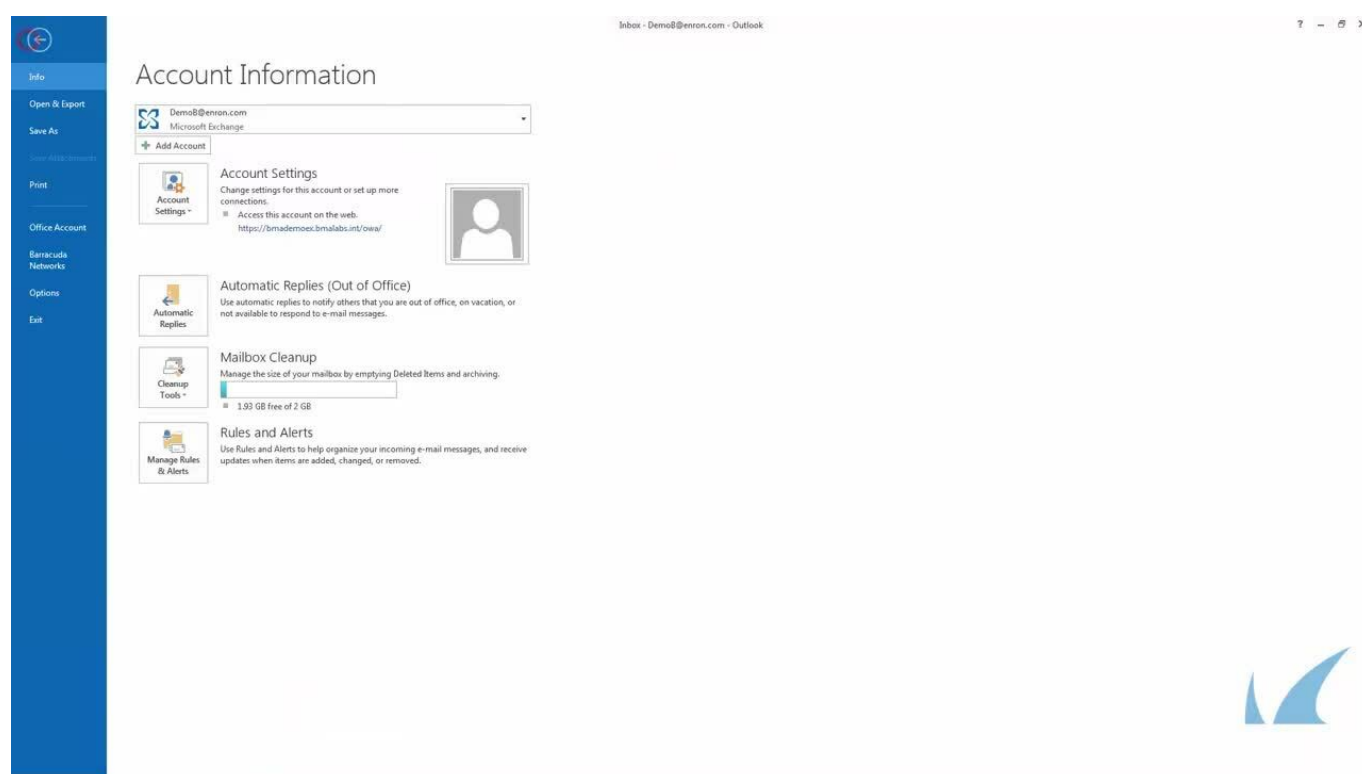 Inbox - DemoB@enron.com - Outlook
? 
Info
Open & Export
Save As
Save Attachments
Print
Office Account
Barracuda
Networks
Options
Exit
Account Information
DemoB@enron.com
Microsoft Exchange
Add Account
Account
Settings
Account Settings
Change settings for this account or set up more
connections.
Access this account on the web.
https://bmademoex.bmalabs.int/owa/
Automatic
Replies
Automatic Replies (Out of Office)
Use automatic replies to notify others that you are out of office, on vacation, or
not available to respond to e-mail messages.
Cleanup
Tools
Mailbox Cleanup
Manage the size of your mailbox by emptying Deleted Items and archiving.
1.93 GB free of 2 GB
Manage Rules
& Alerts
Rules and Alerts
Use Rules and Alerts to help organize your incoming e-mail messages, and receive
updates when items are added, changed, or removed.